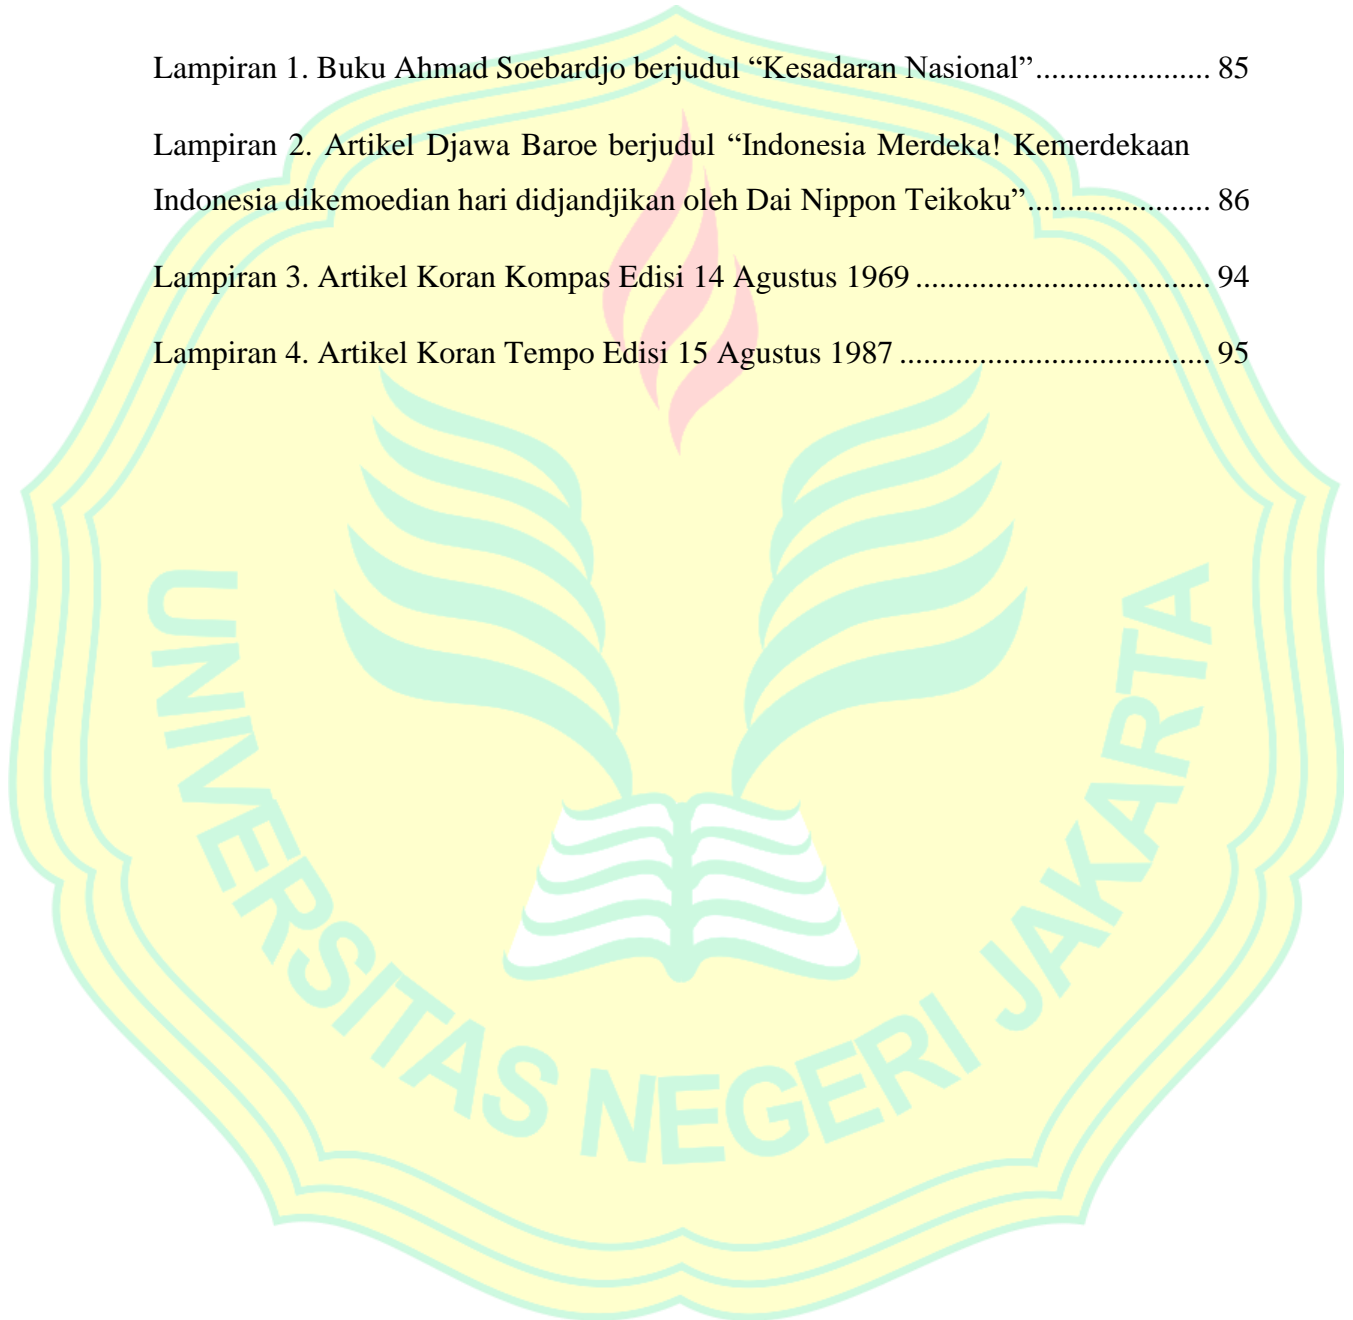 Lampiran 1. Buku Ahmad Soebardjo berjudul “Kesadaran Nasional”...................... 85
Lampiran 2. Artikel Djawa Baroe berjudul “Indonesia Merdeka! Kemerdekaan
Indonesia dikemoedian hari didjandjikan oleh Dai Nippon Teikoku”....................... 86
Lampiran 3. Artikel Koran Kompas Edisi 14 Agustus 1969..................................... 94
Lampiran 4. Artikel Koran Tempo Edisi 15 Agustus 1987....................................... 95
UNIVERSITAS NEGERI JAKARTA